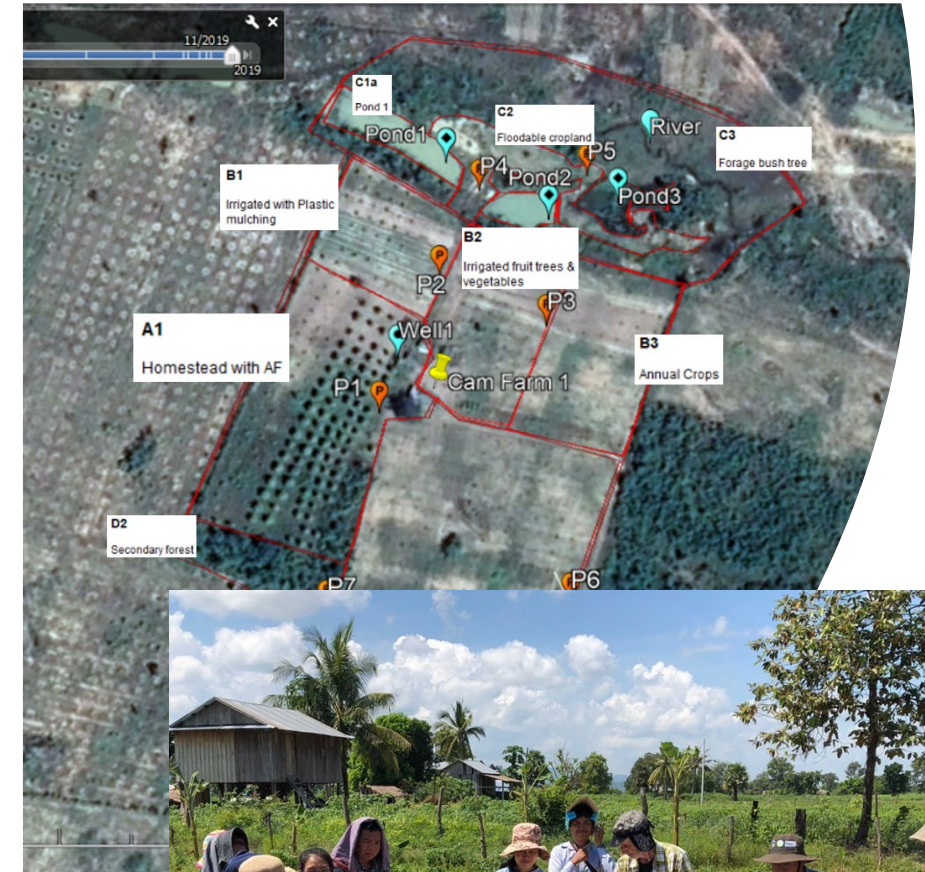 11/2019
2019
C1a
Pond 1
C2
Floodable cropland
River
C3
Forage bush tree
Pond1
P5
P4
Pond2
Pond3
B1
Irrigated with Plastic
mulching
B2
Irrigated fruit trees &
vegetables
P2
P3
A1
Homestead with AF
Well1
B3
Annual Crops
P1
Cam Farm 1
D2
Secondary forest
P7
P6
P
P